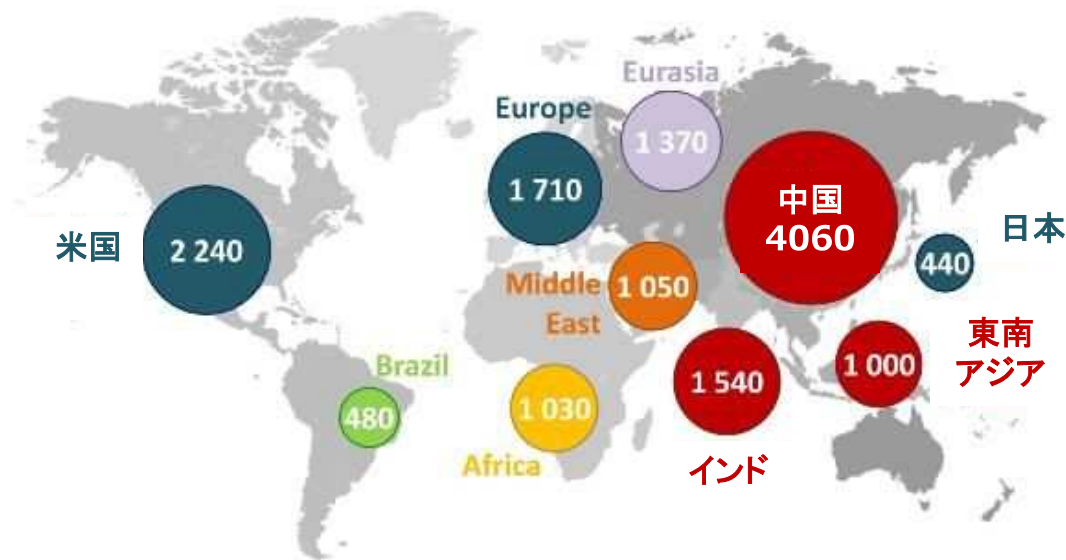 Eurasia
1 370
Europe
1 710
中国
4060
米国
2 240
日本
440
Middle
East
1 050
東南
アジア
1 000
Brazil
480
Africa
1 030
1 540
インド